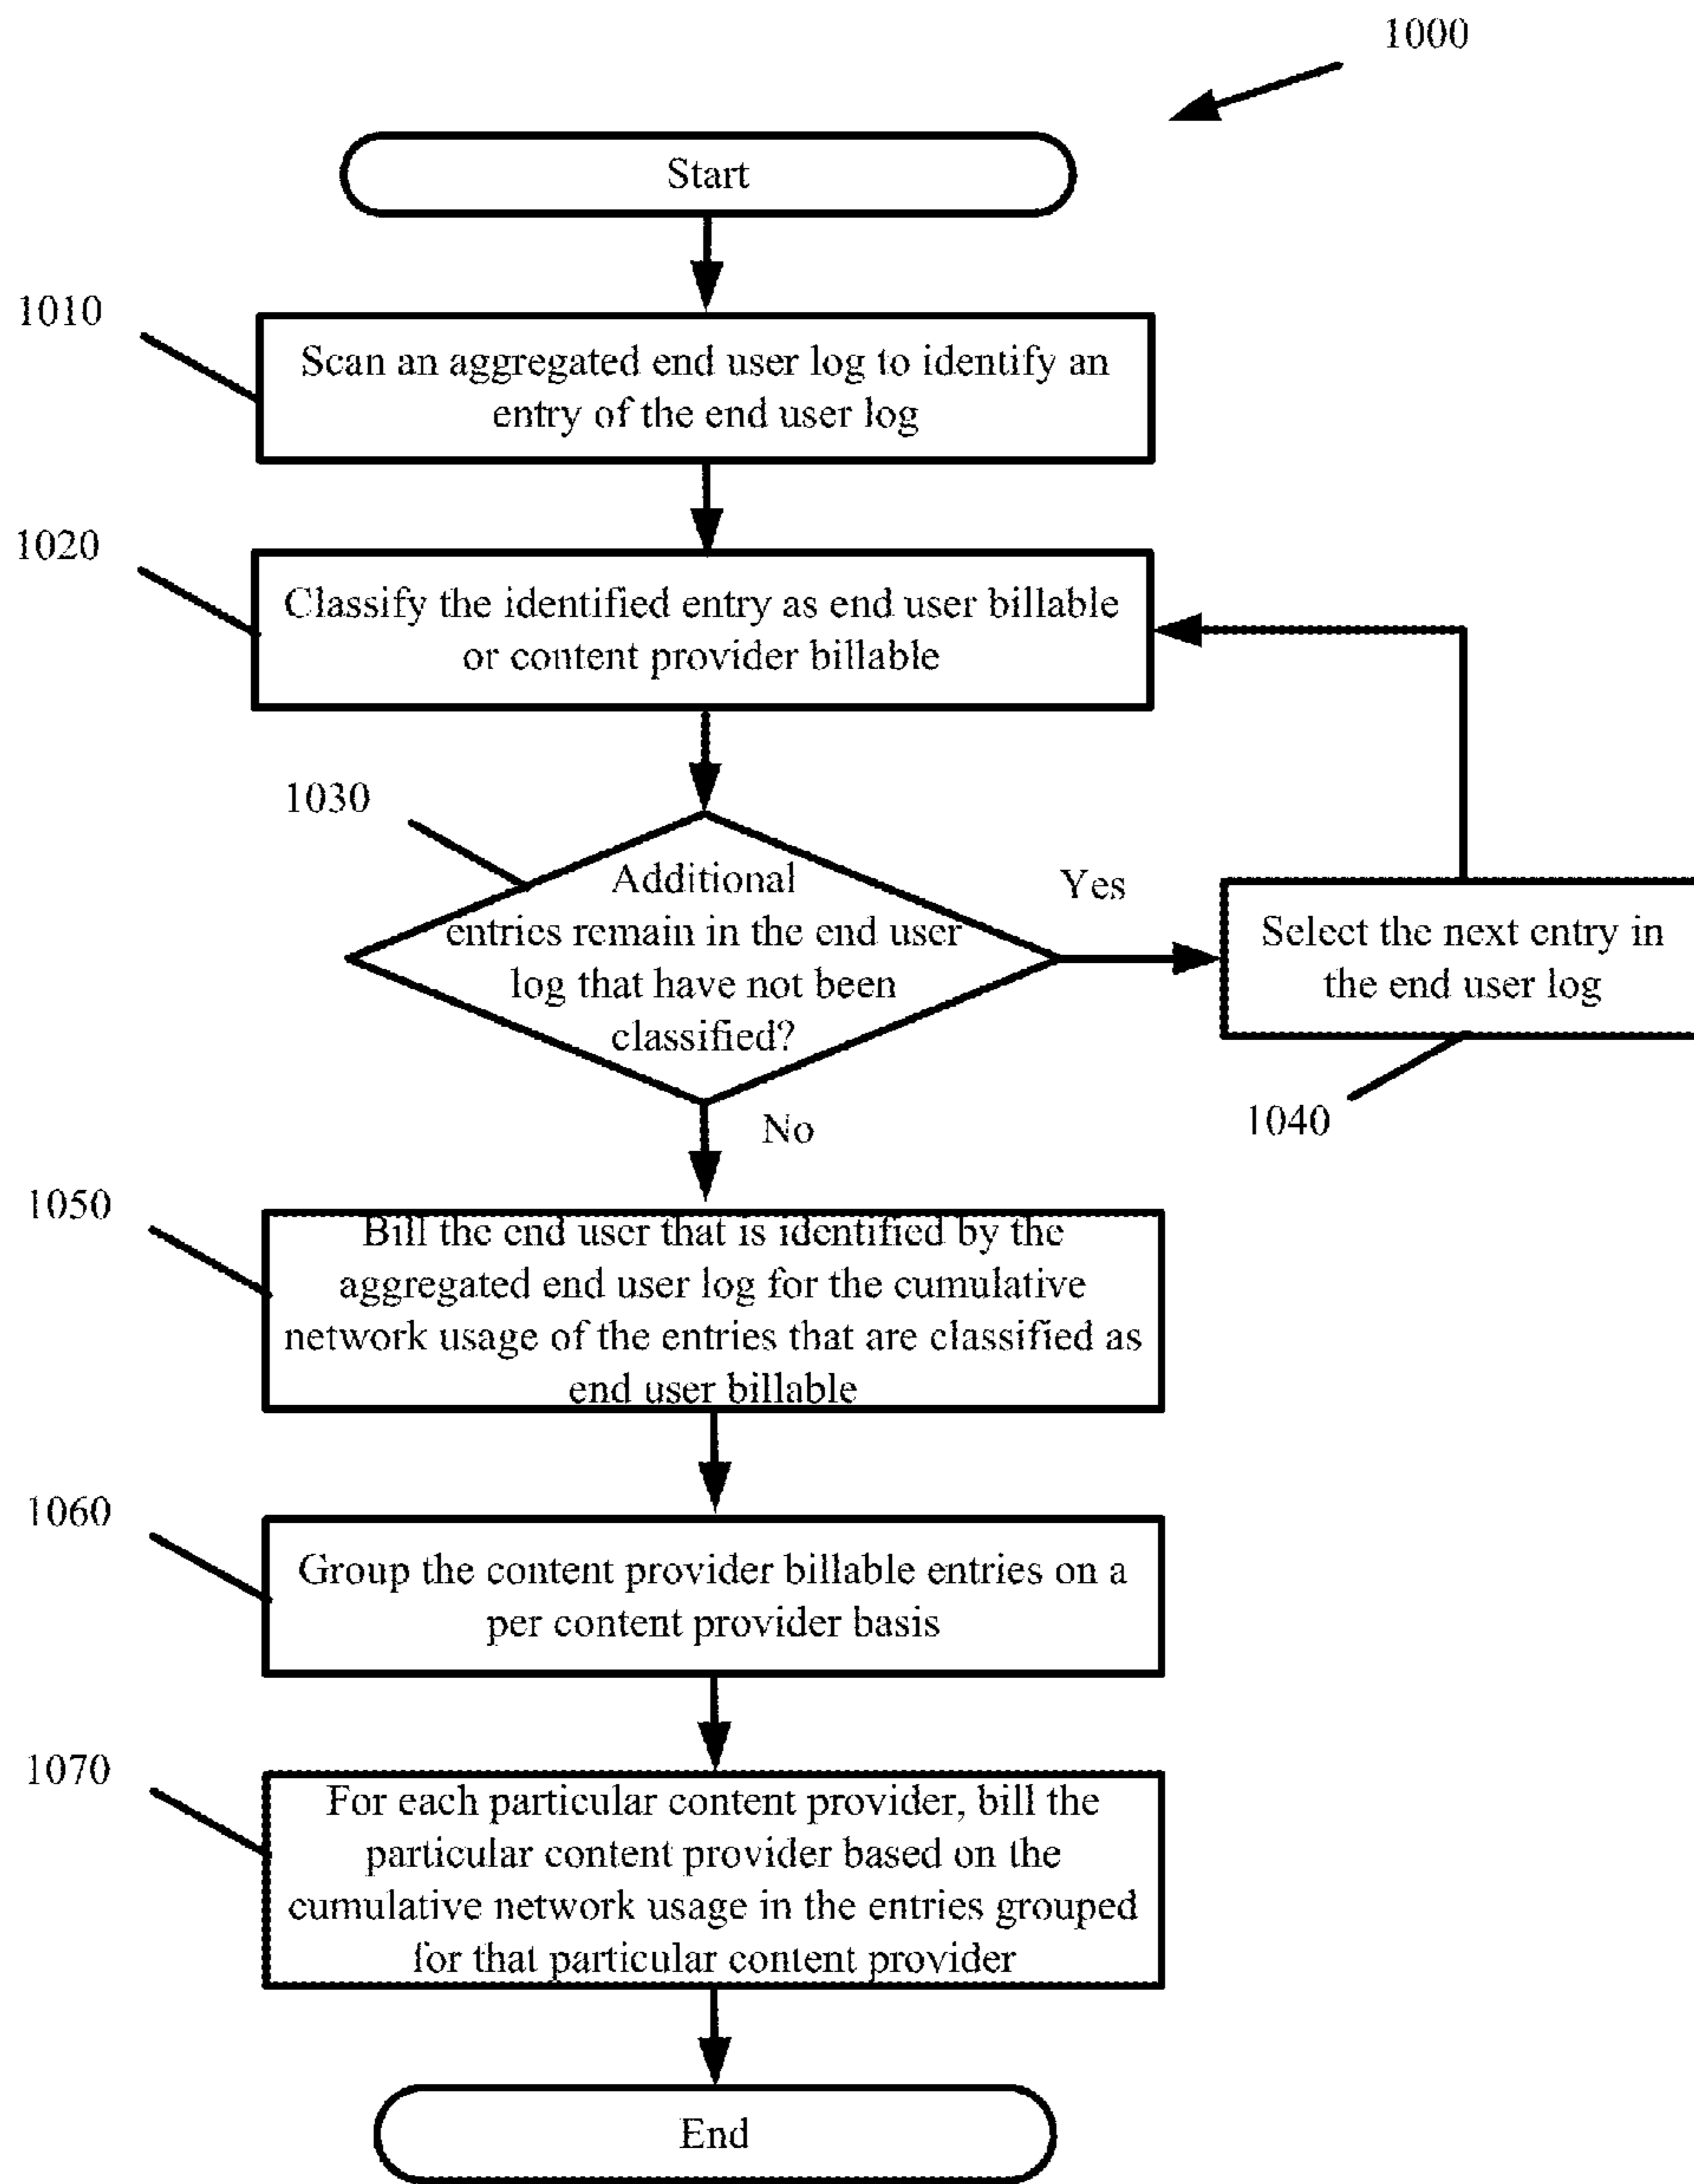 1000
Start
1010
Scan an aggregated end user log to identify an
entry of the end user log
1020
Classify the identified entry as end user billable
or content provider billable
1030
Additional
entries remain in the end user
log that have not been
classified?
Yes
Select the next entry in
the end user log
1040
No
1050
Bill the end user that is identified by the
aggregated end user log for the cumulative
network usage of the entries that are classified as
end user billable
1060
Group the content provider billable entries on a
per content provider basis
1070
For each particular content provider, bill the
particular content provider based on the
cumulative network usage in the entries grouped
for that particular content provider
End